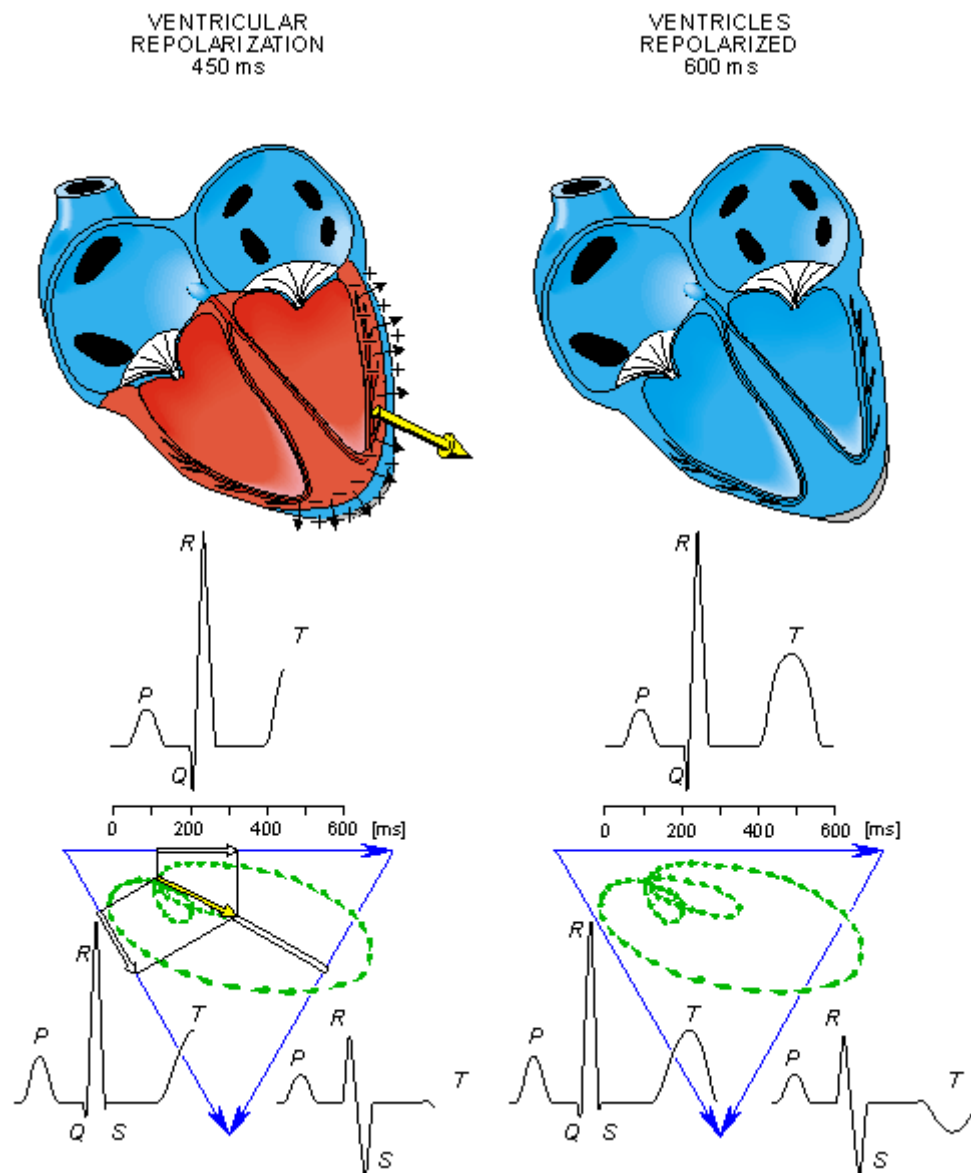 VENTRICULAR
REPOLARIZATION
450 ms
VENTRICLES
REPOLARIZED
600 ms
R
T
P
Q
R
T
P
Q
0 200 400 600 [ms]
0 200 400 600 [ms]
R
P
T
Q S
R
P
T
S
R
P
T
Q S
R
P
T
S